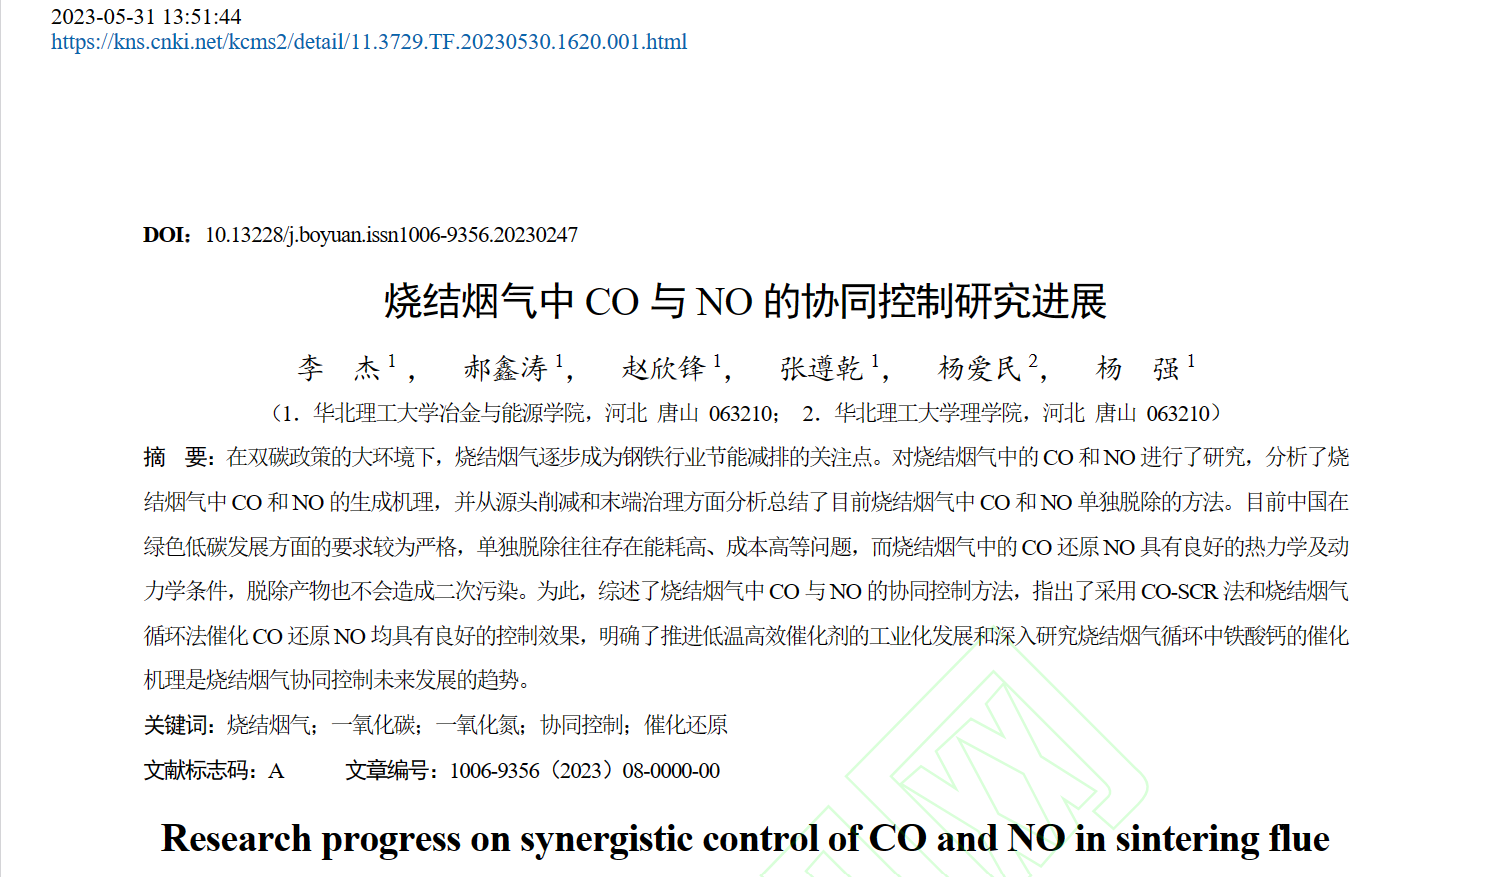 2023-05-31 13:51:44
https://kns.cnki.net/kcms2/detail/11.3729.TF.20230530.1620.001.html
DOI：10.13228/j.boyuan.issn1006-9356.20230247
烧结烟气中 CO 与 NO 的协同控制研究进展
李　杰1， 郝鑫涛1， 赵欣锋1， 张遵乾1， 杨爱民2， 杨　强1
（1．华北理工大学冶金与能源学院，河北 唐山 063210； 2．华北理工大学理学院，河北 唐山 063210）
摘　要：在双碳政策的大环境下，烧结烟气逐步成为钢铁行业节能减排的关注点。对烧结烟气中的 CO 和 NO 进行了研究，分析了烧
结烟气中 CO 和 NO 的生成机理，并从源头削减和末端治理方面分析总结了目前烧结烟气中 CO 和 NO 单独脱除的方法。目前中国在
绿色低碳发展方面的要求较为严格，单独脱除往往存在能耗高、成本高等问题，而烧结烟气中的 CO 还原 NO 具有良好的热力学及动
力学条件，脱除产物也不会造成二次污染。为此，综述了烧结烟气中 CO 与 NO 的协同控制方法，指出了采用 CO-SCR 法和烧结烟气
循环法催化 CO 还原 NO 均具有良好的控制效果，明确了推进低温高效催化剂的工业化发展和深入研究烧结烟气循环中铁酸钙的催化
机理是烧结烟气协同控制未来发展的趋势。
关键词：烧结烟气；一氧化碳；一氧化氮；协同控制；催化还原
文献标志码：A　　文章编号：1006-9356（2023）08-0000-00
Research progress on synergistic control of CO and NO in sintering flue